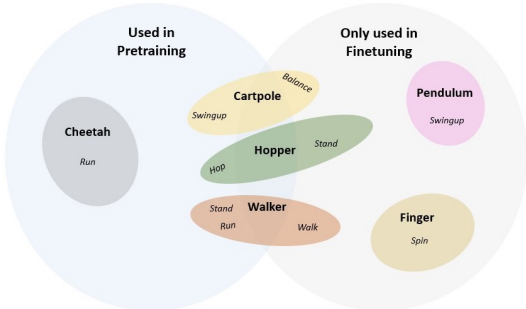 Used in
Pretraining
Only used in
Finetuning
Cheetah
Run
Cartpole
Balance
Swingup
Hopper
Stand
Hop
Walker
Stand
Run
Walk
Pendulum
Swingup
Finger
Spin